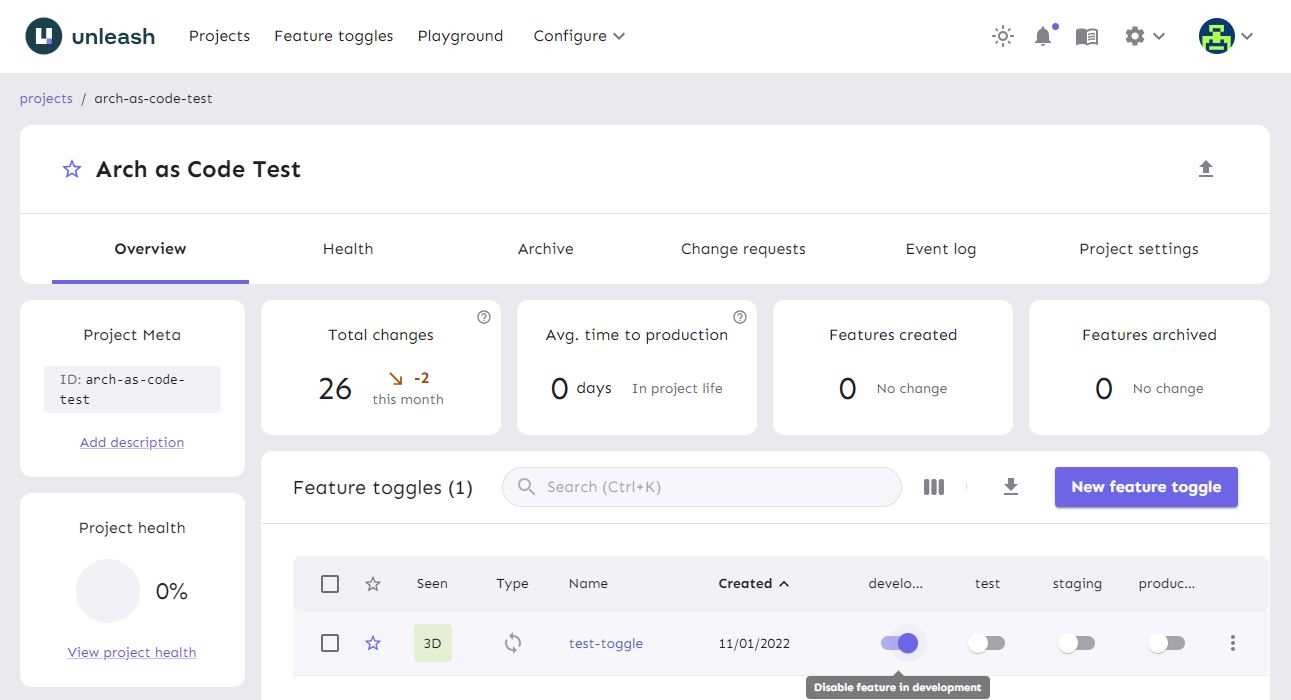 unleash Projects Feature toggles Playground Configure
projects / arch-as-code-test
Arch as Code Test
Overview Health Archive Change requests Event log Project settings
Project Meta
ID: arch-as-code-
test
Add description
Project health
0%
View project health
Total changes
26 -2
this month
Avg. time to production
0 days In project life
Features created
0 No change
Features archived
0 No change
Feature toggles (1) Search (Ctrl+K) New feature toggle
Seen Type Name Created develo... test staging produc...
3D test-toggle 11/01/2022
Disable feature in development